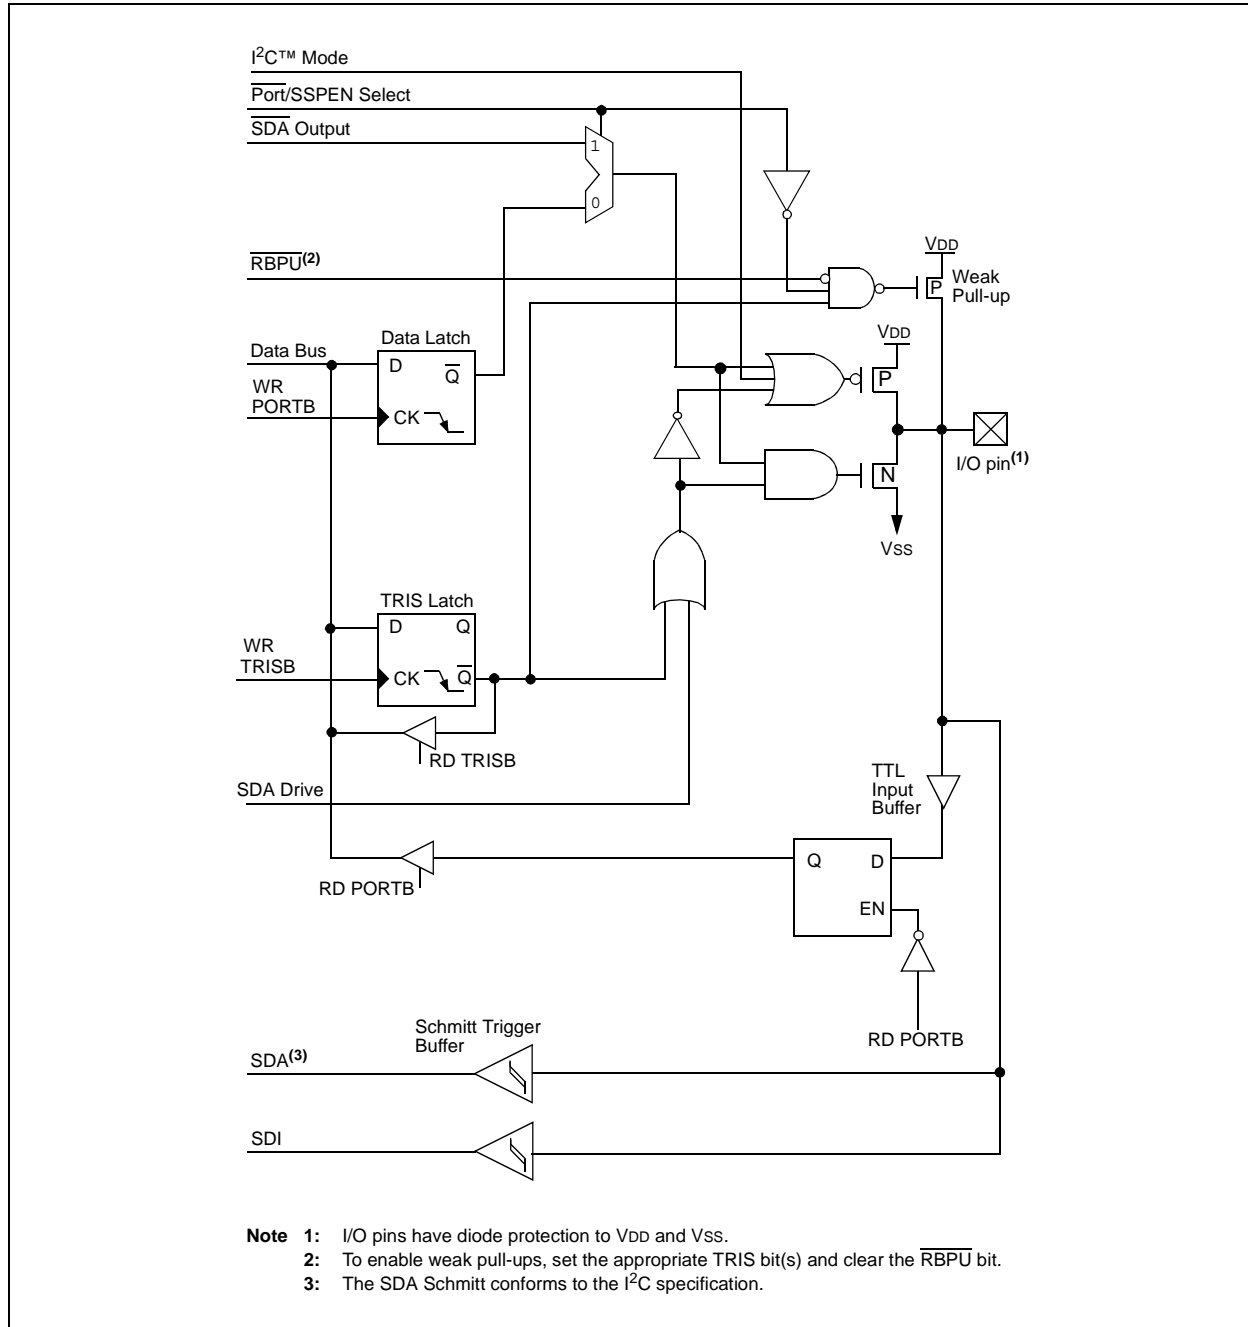 I²C™ Mode
Port/SSPEN Select
SDA Output
1
0
RBPU(2)
VDD
Weak
Pull-up
P
Data Latch
VDD
Data Bus
D
Q
P
WR
PORTB
CK
I/O pin(1)
N
VSS
TRIS Latch
D
Q
WR
TRISB
CK
Q
RD TRISB
TTL
Input
Buffer
SDA Drive
Q
D
RD PORTB
EN
Schmitt Trigger
Buffer
RD PORTB
SDA(3)
SDI
Note 1: I/O pins have diode protection to VDD and VSS.
2: To enable weak pull-ups, set the appropriate TRIS bit(s) and clear the RBPU bit.
3: The SDA Schmitt conforms to the I²C specification.